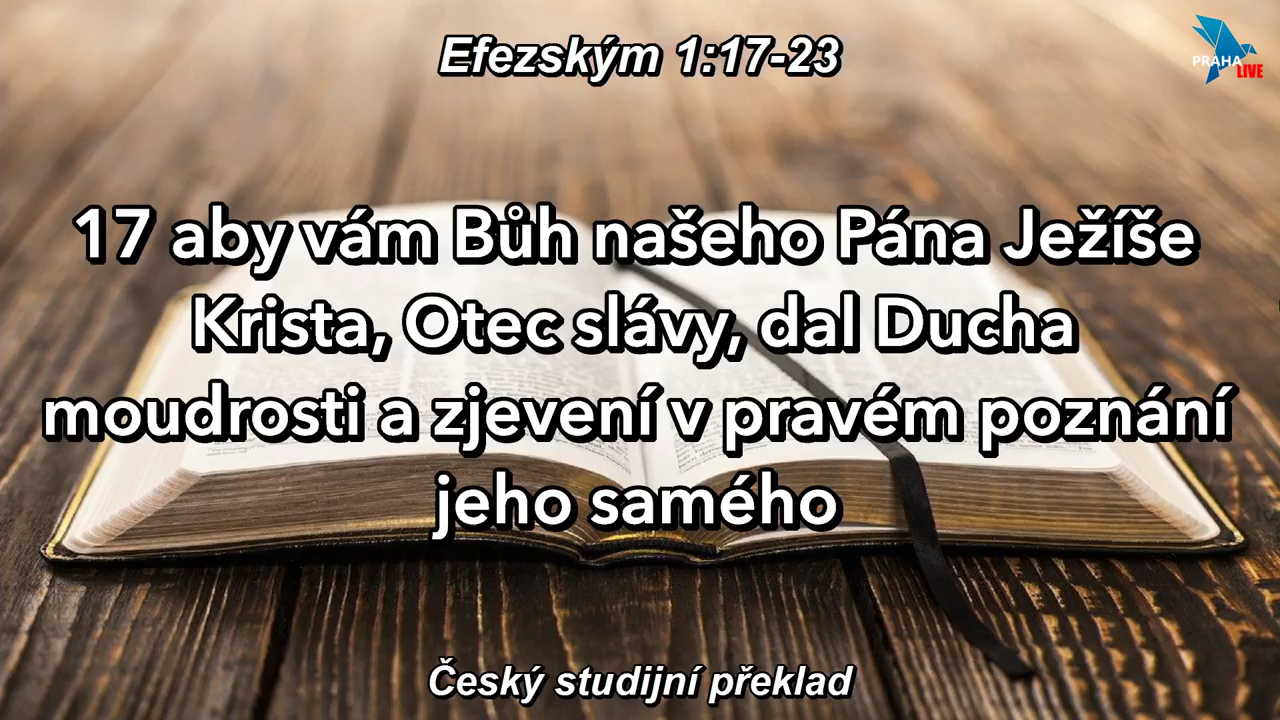 Efezským 1:17-23
PRAHA
LIVE
17 aby vám Bůh našeho Pána Ježíše
Krista, Otec slávy, dal Ducha
moudrosti a zjevení v pravém poznání
jeho samého
Český studijní překlad